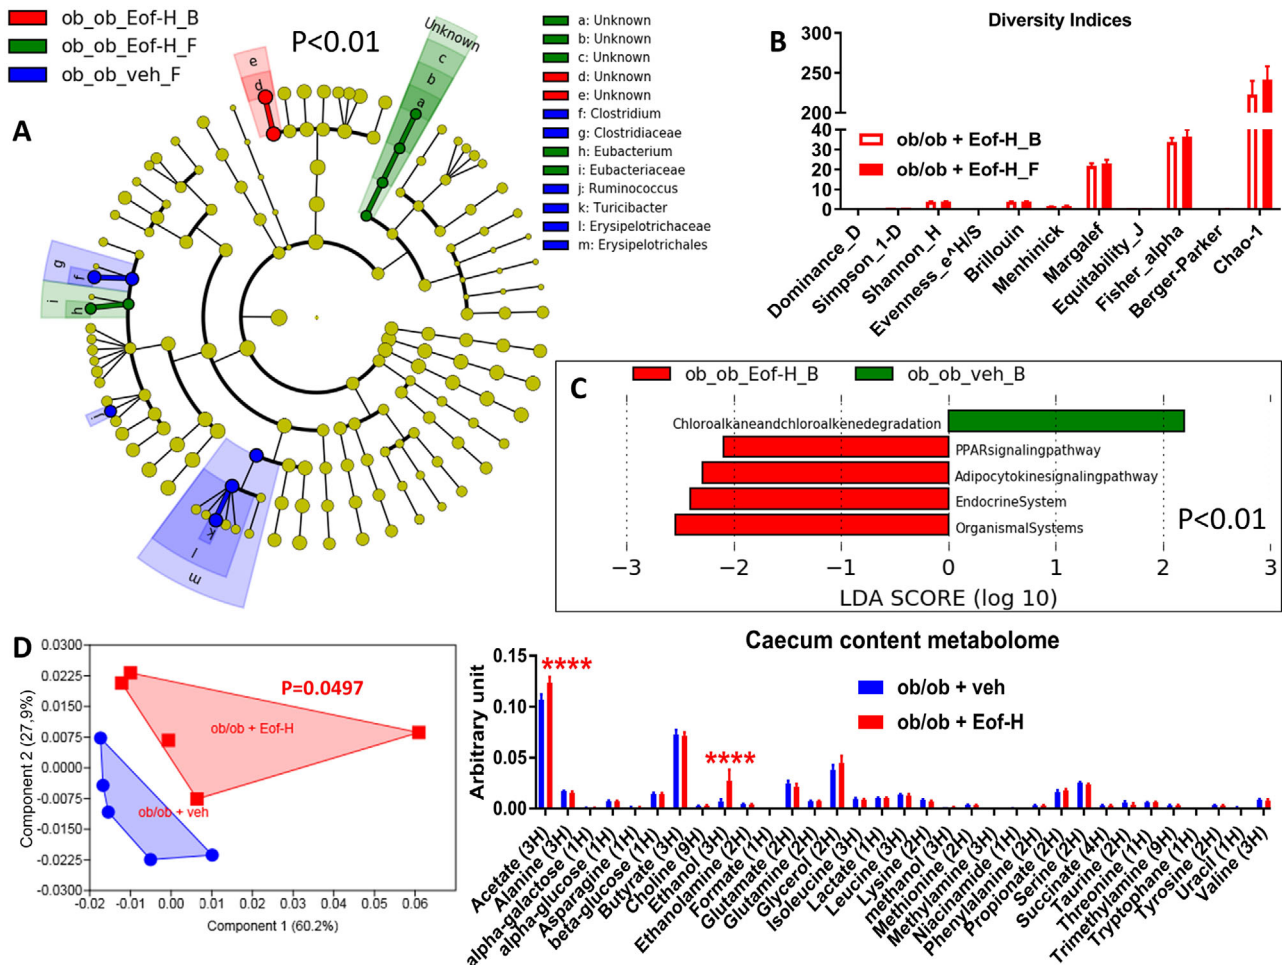 ob_ob_Eof-H_B
ob_ob_Eof-H_F
ob_ob_veh_F
P<0.01
A
Unknown
c
b
a
e
d
g
f
i
h
j
k
l
m
a: Unknown
b: Unknown
c: Unknown
d: Unknown
e: Unknown
f: Clostridium
g: Clostridiaceae
h: Eubacterium
i: Eubacteriaceae
j: Ruminococcus
k: Turicibacter
l: Erysipelotrichaceae
m: Erysipelotrichales
B
Diversity Indices
300
250
200
40
30
20
10
0
ob/ob + Eof-H_B
ob/ob + Eof-H_F
Dominance_D
Simpson_1-D
Shannon_H
Evenness_e^H/S
Brillouin
Menhinick
Margalef
Equitability_J
Fisher_alpha
Berger-Parker
Chao-1
C
ob_ob_Eof-H_B
ob_ob_veh_B
Chloroalkaneandchloroalkenedegradation
PPARsignalingpathway
Adipocytokinesignalingpathway
EndocrineSystem
OrganismalSystems
P<0.01
−3 −2 −1 0 1 2 3
LDA SCORE (log 10)
D
0.0300
0.0225
0.0150
0.0075
0.0000
-0.0075
-0.0150
-0.0225
-0.0300
Component 2 (27,9%)
P=0.0497
ob/ob + Eof-H
ob/ob + veh
-0.02 -0.01 0.00 0.01 0.02 0.03 0.04 0.05 0.06
Component 1 (60.2%)
Caecum content metabolome
0.15
0.10
0.05
0.00
Arbitrary unit
****
****
ob/ob + veh
ob/ob + Eof-H
Acetate (3H)
Alanine (3H)
alpha-galactose (1H)
alpha-glucose (1H)
Asparagine (1H)
beta-glucose (1H)
Butyrate (3H)
Choline (9H)
Ethanol (3H)
Ethanolamine (2H)
Formate (1H)
Glutamate (2H)
Glutamine (2H)
Glycerol (2H)
Isoleucine (3H)
Lactate (1H)
Leucine (3H)
Lysine (2H)
methanol (3H)
Methionine (2H)
Methylamine (3H)
Niacinamide (1H)
Phenylalanine (2H)
Propionate (2H)
Serine (2H)
Succinate (4H)
Taurine (2H)
Threonine (1H)
Trimethylamine (9H)
Tryptophane (1H)
Tyrosine (2H)
Uracil (1H)
Valine (3H)